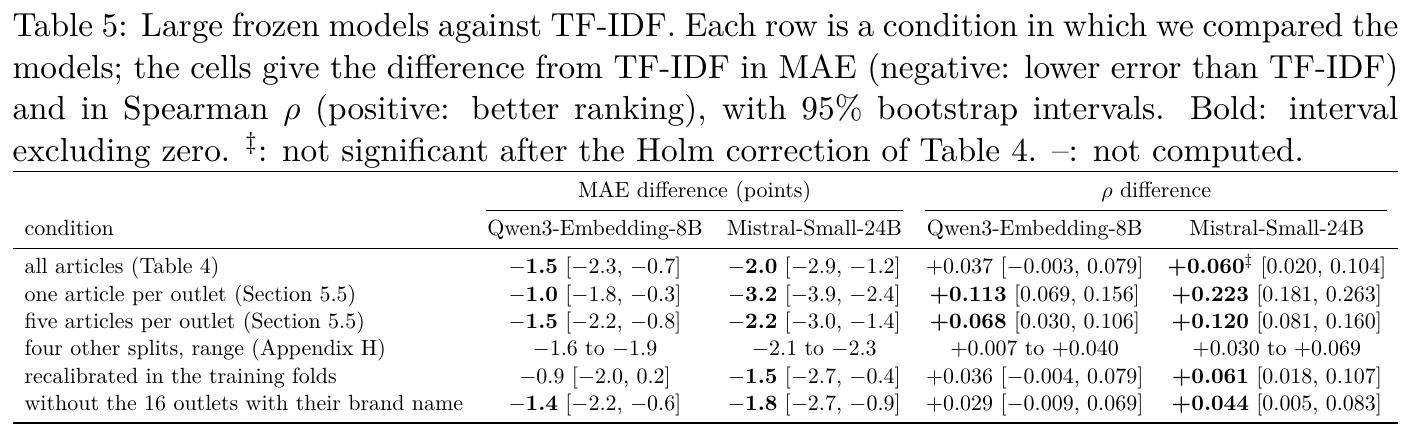 Table 5: Large frozen models against TF-IDF. Each row is a condition in which we compared the
models; the cells give the difference from TF-IDF in MAE (negative: lower error than TF-IDF)
and in Spearman ρ (positive: better ranking), with 95% bootstrap intervals. Bold: interval
excluding zero. ‡: not significant after the Holm correction of Table 4. –: not computed.
MAE difference (points) ρ difference
condition Qwen3-Embedding-8B Mistral-Small-24B Qwen3-Embedding-8B Mistral-Small-24B
all articles (Table 4) −1.5 [−2.3, −0.7] −2.0 [−2.9, −1.2] +0.037 [−0.003, 0.079] +0.060‡ [0.020, 0.104]
one article per outlet (Section 5.5) −1.0 [−1.8, −0.3] −3.2 [−3.9, −2.4] +0.113 [0.069, 0.156] +0.223 [0.181, 0.263]
five articles per outlet (Section 5.5) −1.5 [−2.2, −0.8] −2.2 [−3.0, −1.4] +0.068 [0.030, 0.106] +0.120 [0.081, 0.160]
four other splits, range (Appendix H) −1.6 to −1.9 −2.1 to −2.3 +0.007 to +0.040 +0.030 to +0.069
recalibrated in the training folds −0.9 [−2.0, 0.2] −1.5 [−2.7, −0.4] +0.036 [−0.004, 0.079] +0.061 [0.018, 0.107]
without the 16 outlets with their brand name −1.4 [−2.2, −0.6] −1.8 [−2.7, −0.9] +0.029 [−0.009, 0.069] +0.044 [0.005, 0.083]